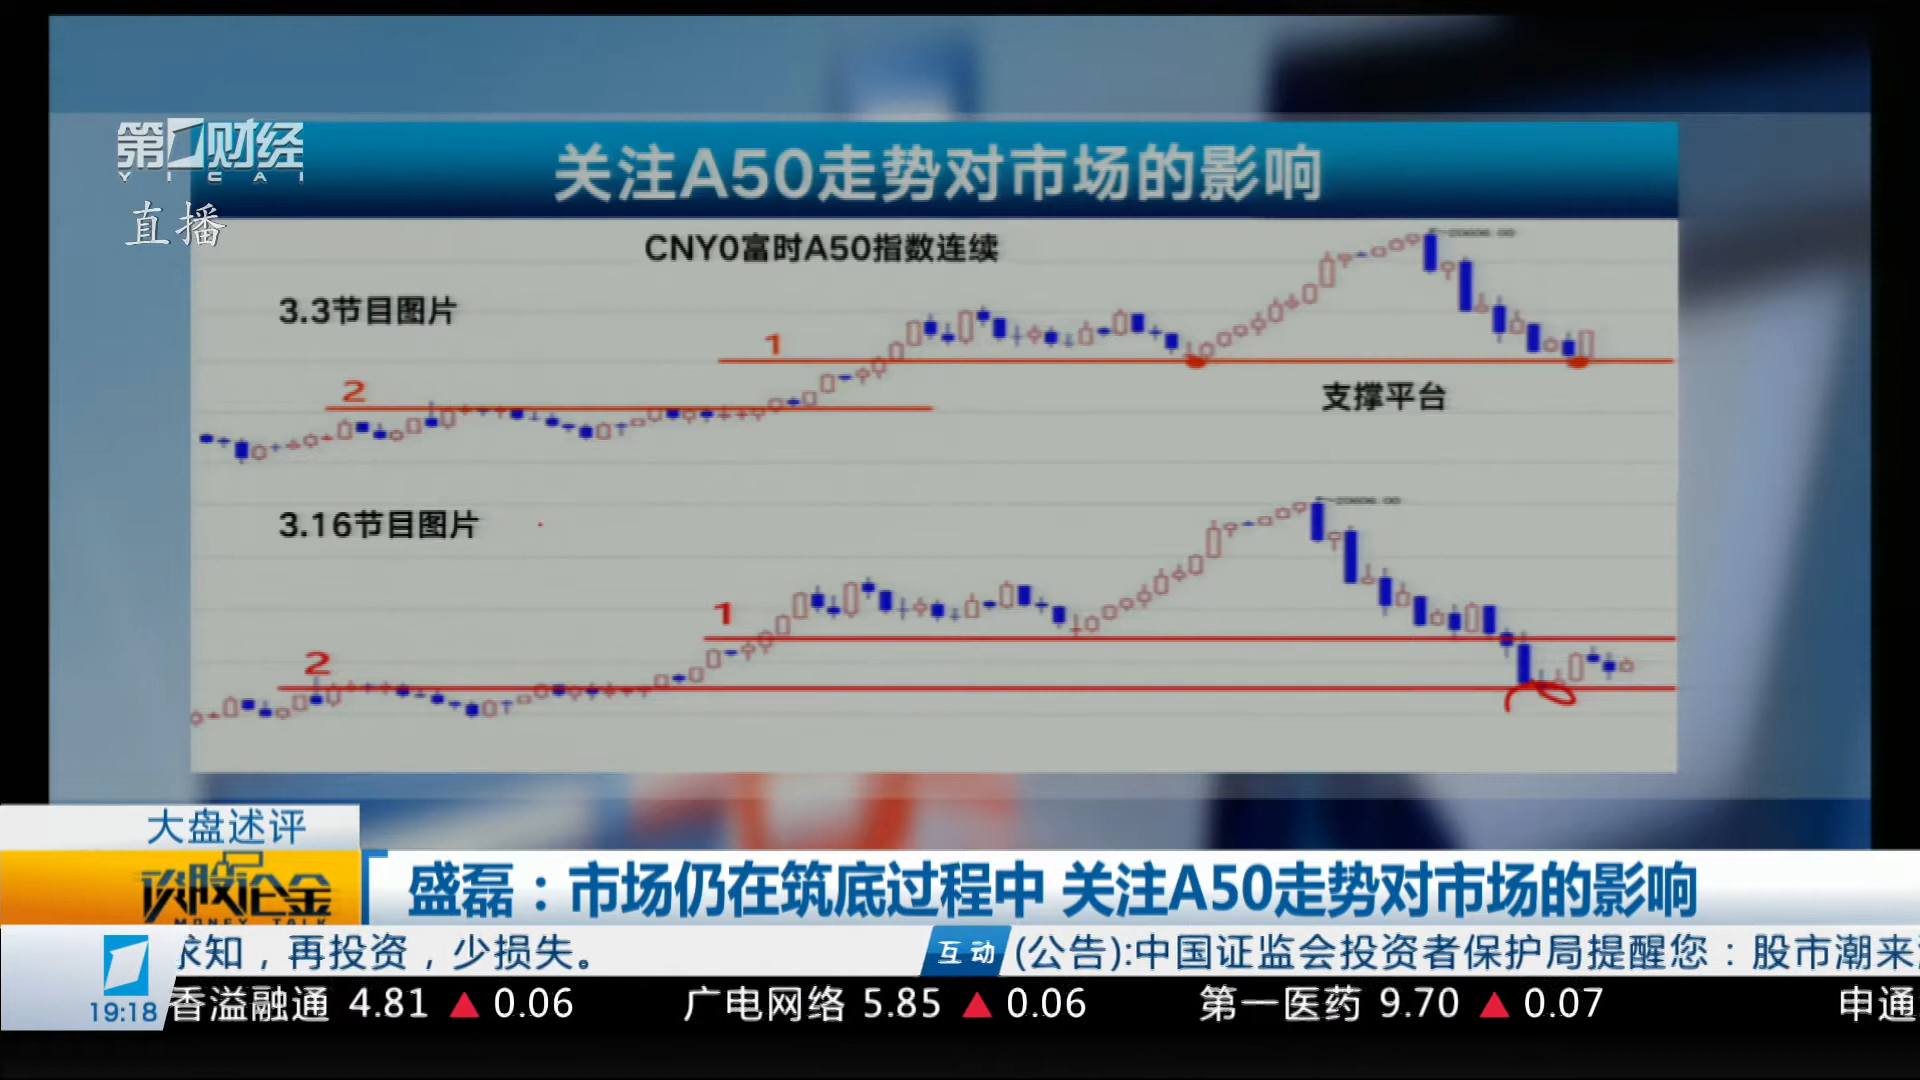 第一财经
YICAI
直播
关注A50走势对市场的影响
CNY0富时A50指数连续
20606.00
3.3节目图片
1
2
支撑平台
3.16节目图片
20606.00
1
2
大盘述评
谈股论金
MONEY TALK
盛磊：市场仍在筑底过程中 关注A50走势对市场的影响
求知，再投资，少损失。
互动
(公告):中国证监会投资者保护局提醒您：股市潮来
19:18
香溢融通 4.81 ▲ 0.06 广电网络 5.85 ▲ 0.06 第一医药 9.70 ▲ 0.07 申通